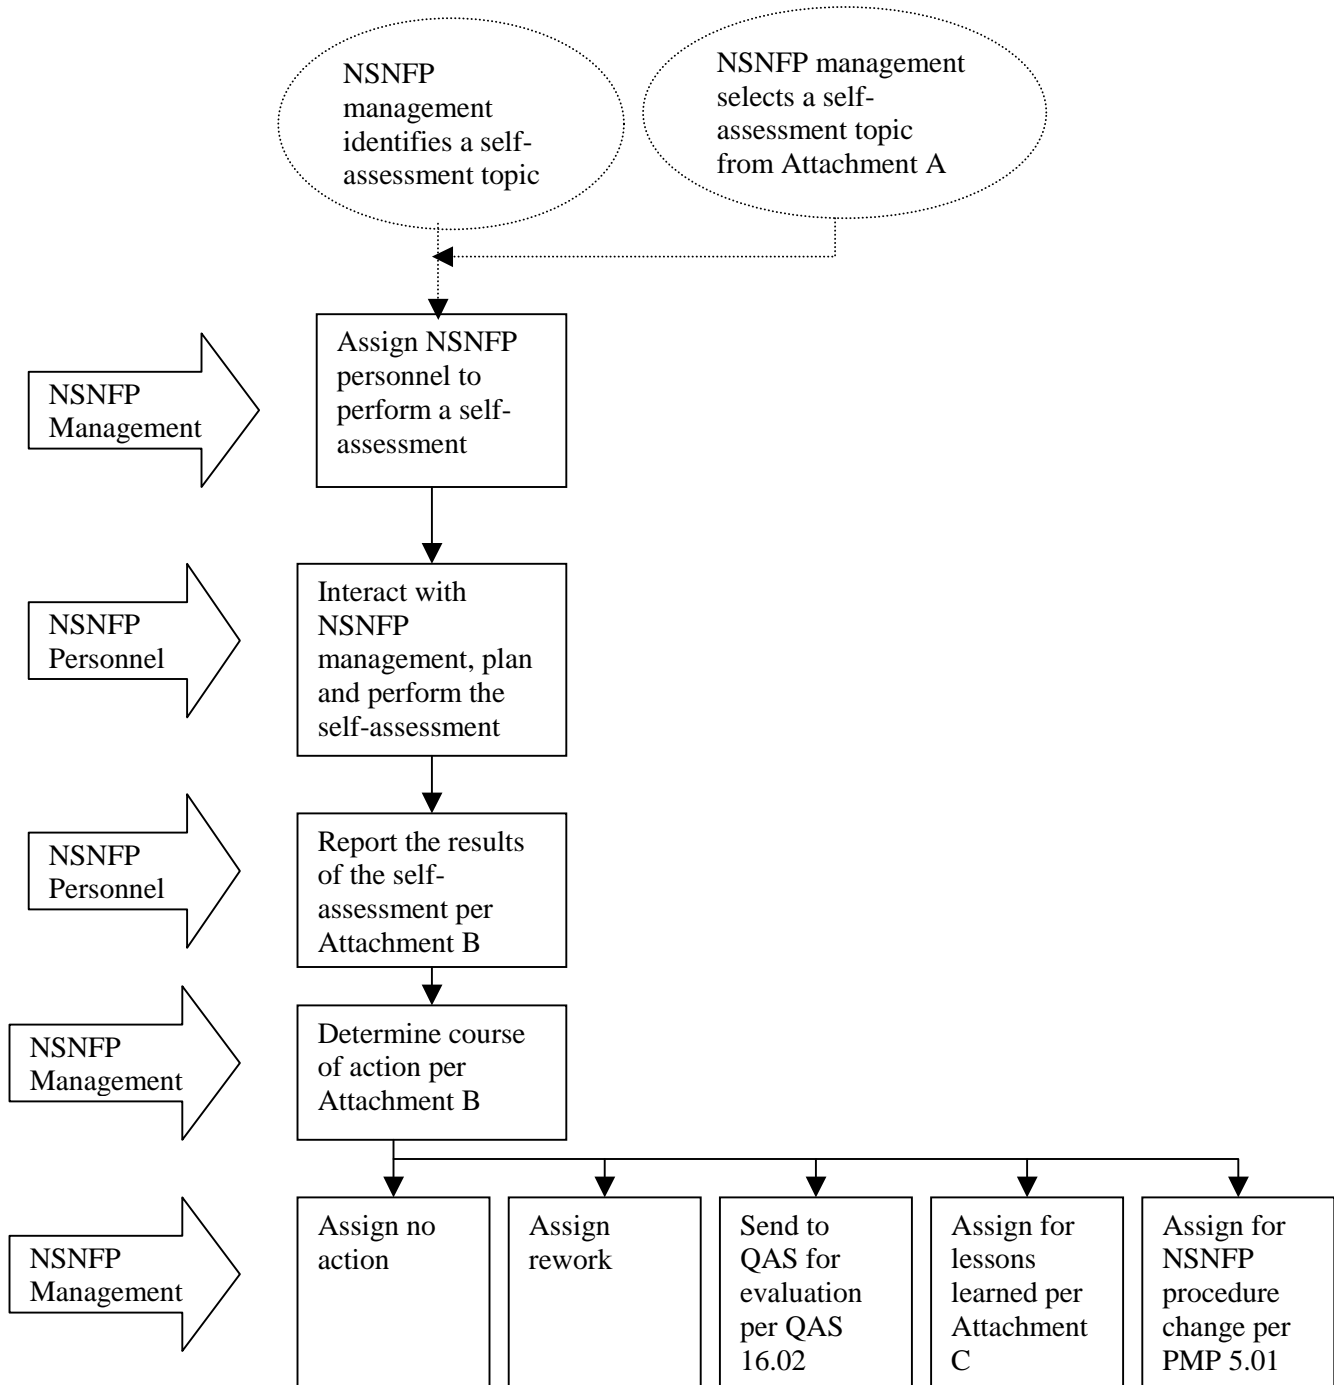 NSNFP
management
identifies a self-
assessment topic
NSNFP management
selects a self-
assessment topic
from Attachment A
NSNFP
Management
Assign NSNFP
personnel to
perform a self-
assessment
NSNFP
Personnel
Interact with
NSNFP
management, plan
and perform the
self-assessment
NSNFP
Personnel
Report the results
of the self-
assessment per
Attachment B
NSNFP
Management
Determine course
of action per
Attachment B
NSNFP
Management
Assign no
action
Assign
rework
Send to
QAS for
evaluation
per QAS
16.02
Assign for
lessons
learned per
Attachment
C
Assign for
NSNFP
procedure
change per
PMP 5.01